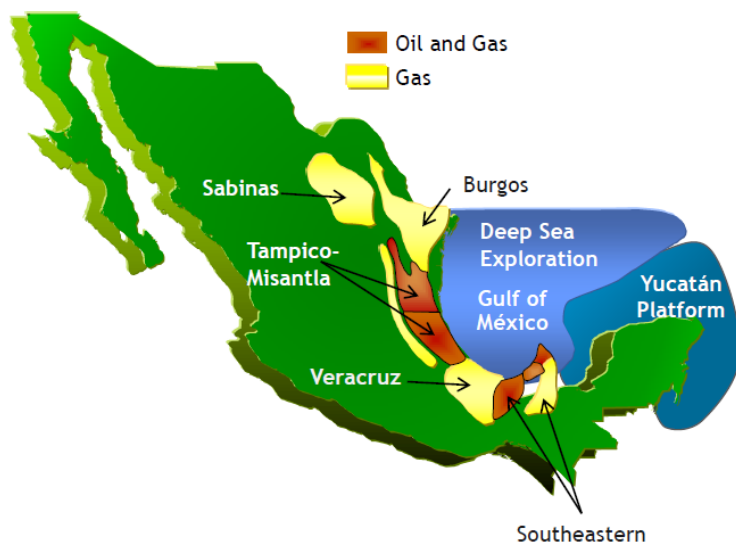 Oil and Gas
Gas
Sabinas
Burgos
Tampico-
Misantla
Deep Sea
Exploration
Gulf of
México
Yucatán
Platform
Veracruz
Southeastern